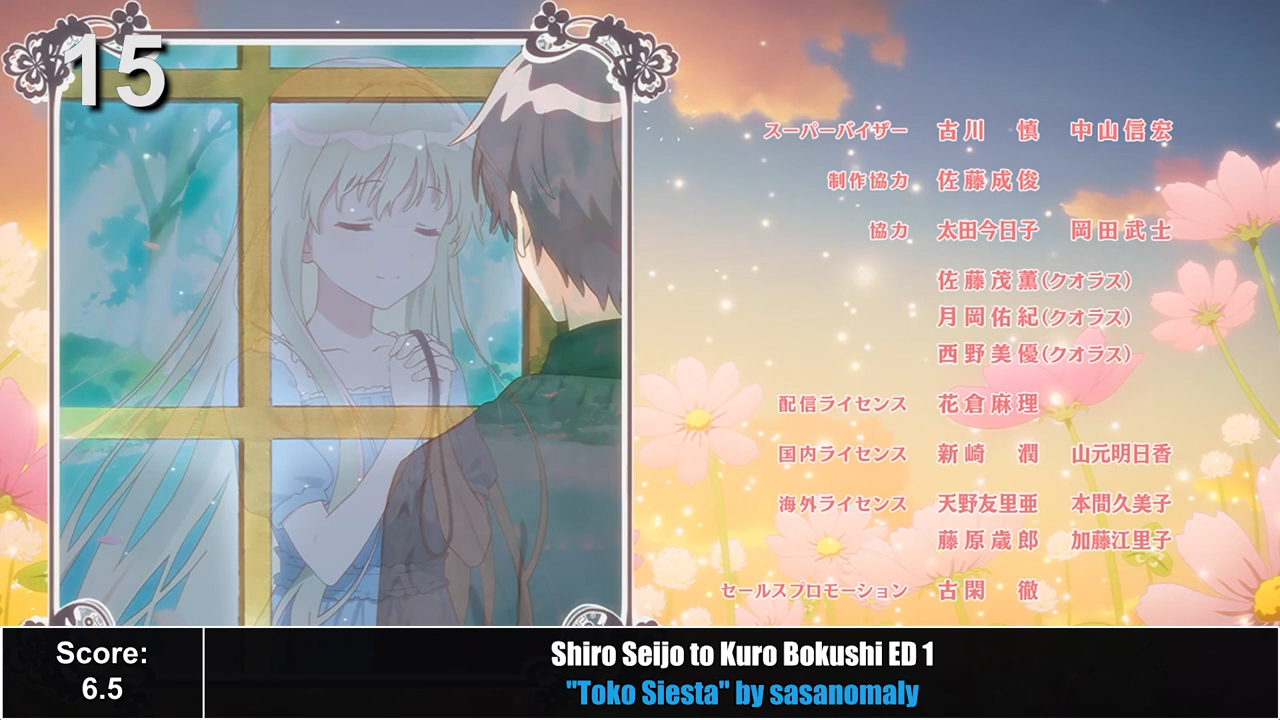 15
スーパーバイザー 古川 慎 中山信宏
制作協力 佐藤成俊
協力 太田今日子 岡田武士
佐藤茂薫(クオラス)
月岡佑紀(クオラス)
西野美優(クオラス)
配信ライセンス 花倉麻理
国内ライセンス 新崎 潤 山元明日香
海外ライセンス 天野友里亜 本間久美子
藤原歳郎 加藤江里子
セールスプロモーション 古閑 徹
Score:
6.5
Shiro Seijo to Kuro Bokushi ED 1
"Toko Siesta" by sasanomaly